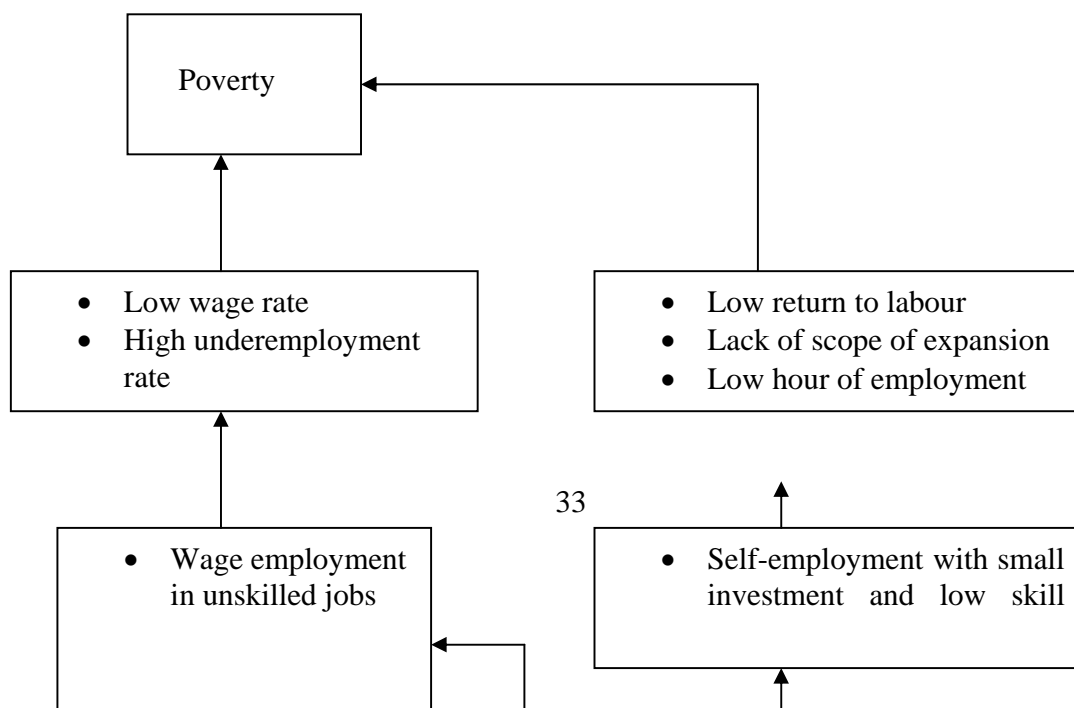 Poverty
• Low wage rate
• High underemployment
rate
• Low return to labour
• Lack of scope of expansion
• Low hour of employment
33
• Wage employment
in unskilled jobs
• Self-employment with small
investment and low skill